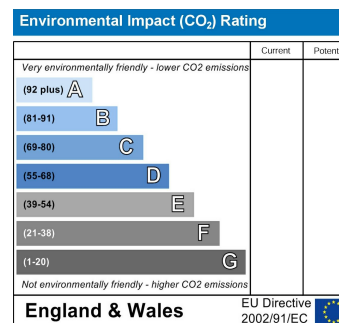 Environmental Impact (CO₂) Rating
Current Potent
Very environmentally friendly - lower CO2 emissions
(92 plus) A
(81-91) B
(69-80) C
(55-68) D
(39-54) E
(21-38) F
(1-20) G
Not environmentally friendly - higher CO2 emissions
England & Wales
EU Directive
2002/91/EC